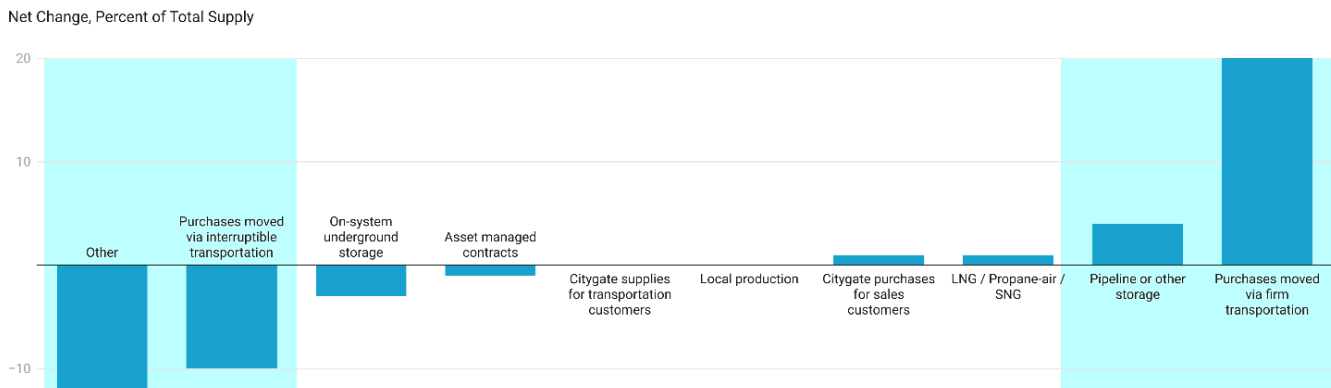 Net Change, Percent of Total Supply
20
10
Other
Purchases moved
via interruptible
transportation
On-system
underground
storage
Asset managed
contracts
Citygate supplies
for transportation
customers
Local production
Citygate purchases
for sales
customers
LNG / Propane-air /
SNG
Pipeline or other
storage
Purchases moved
via firm
transportation
−10